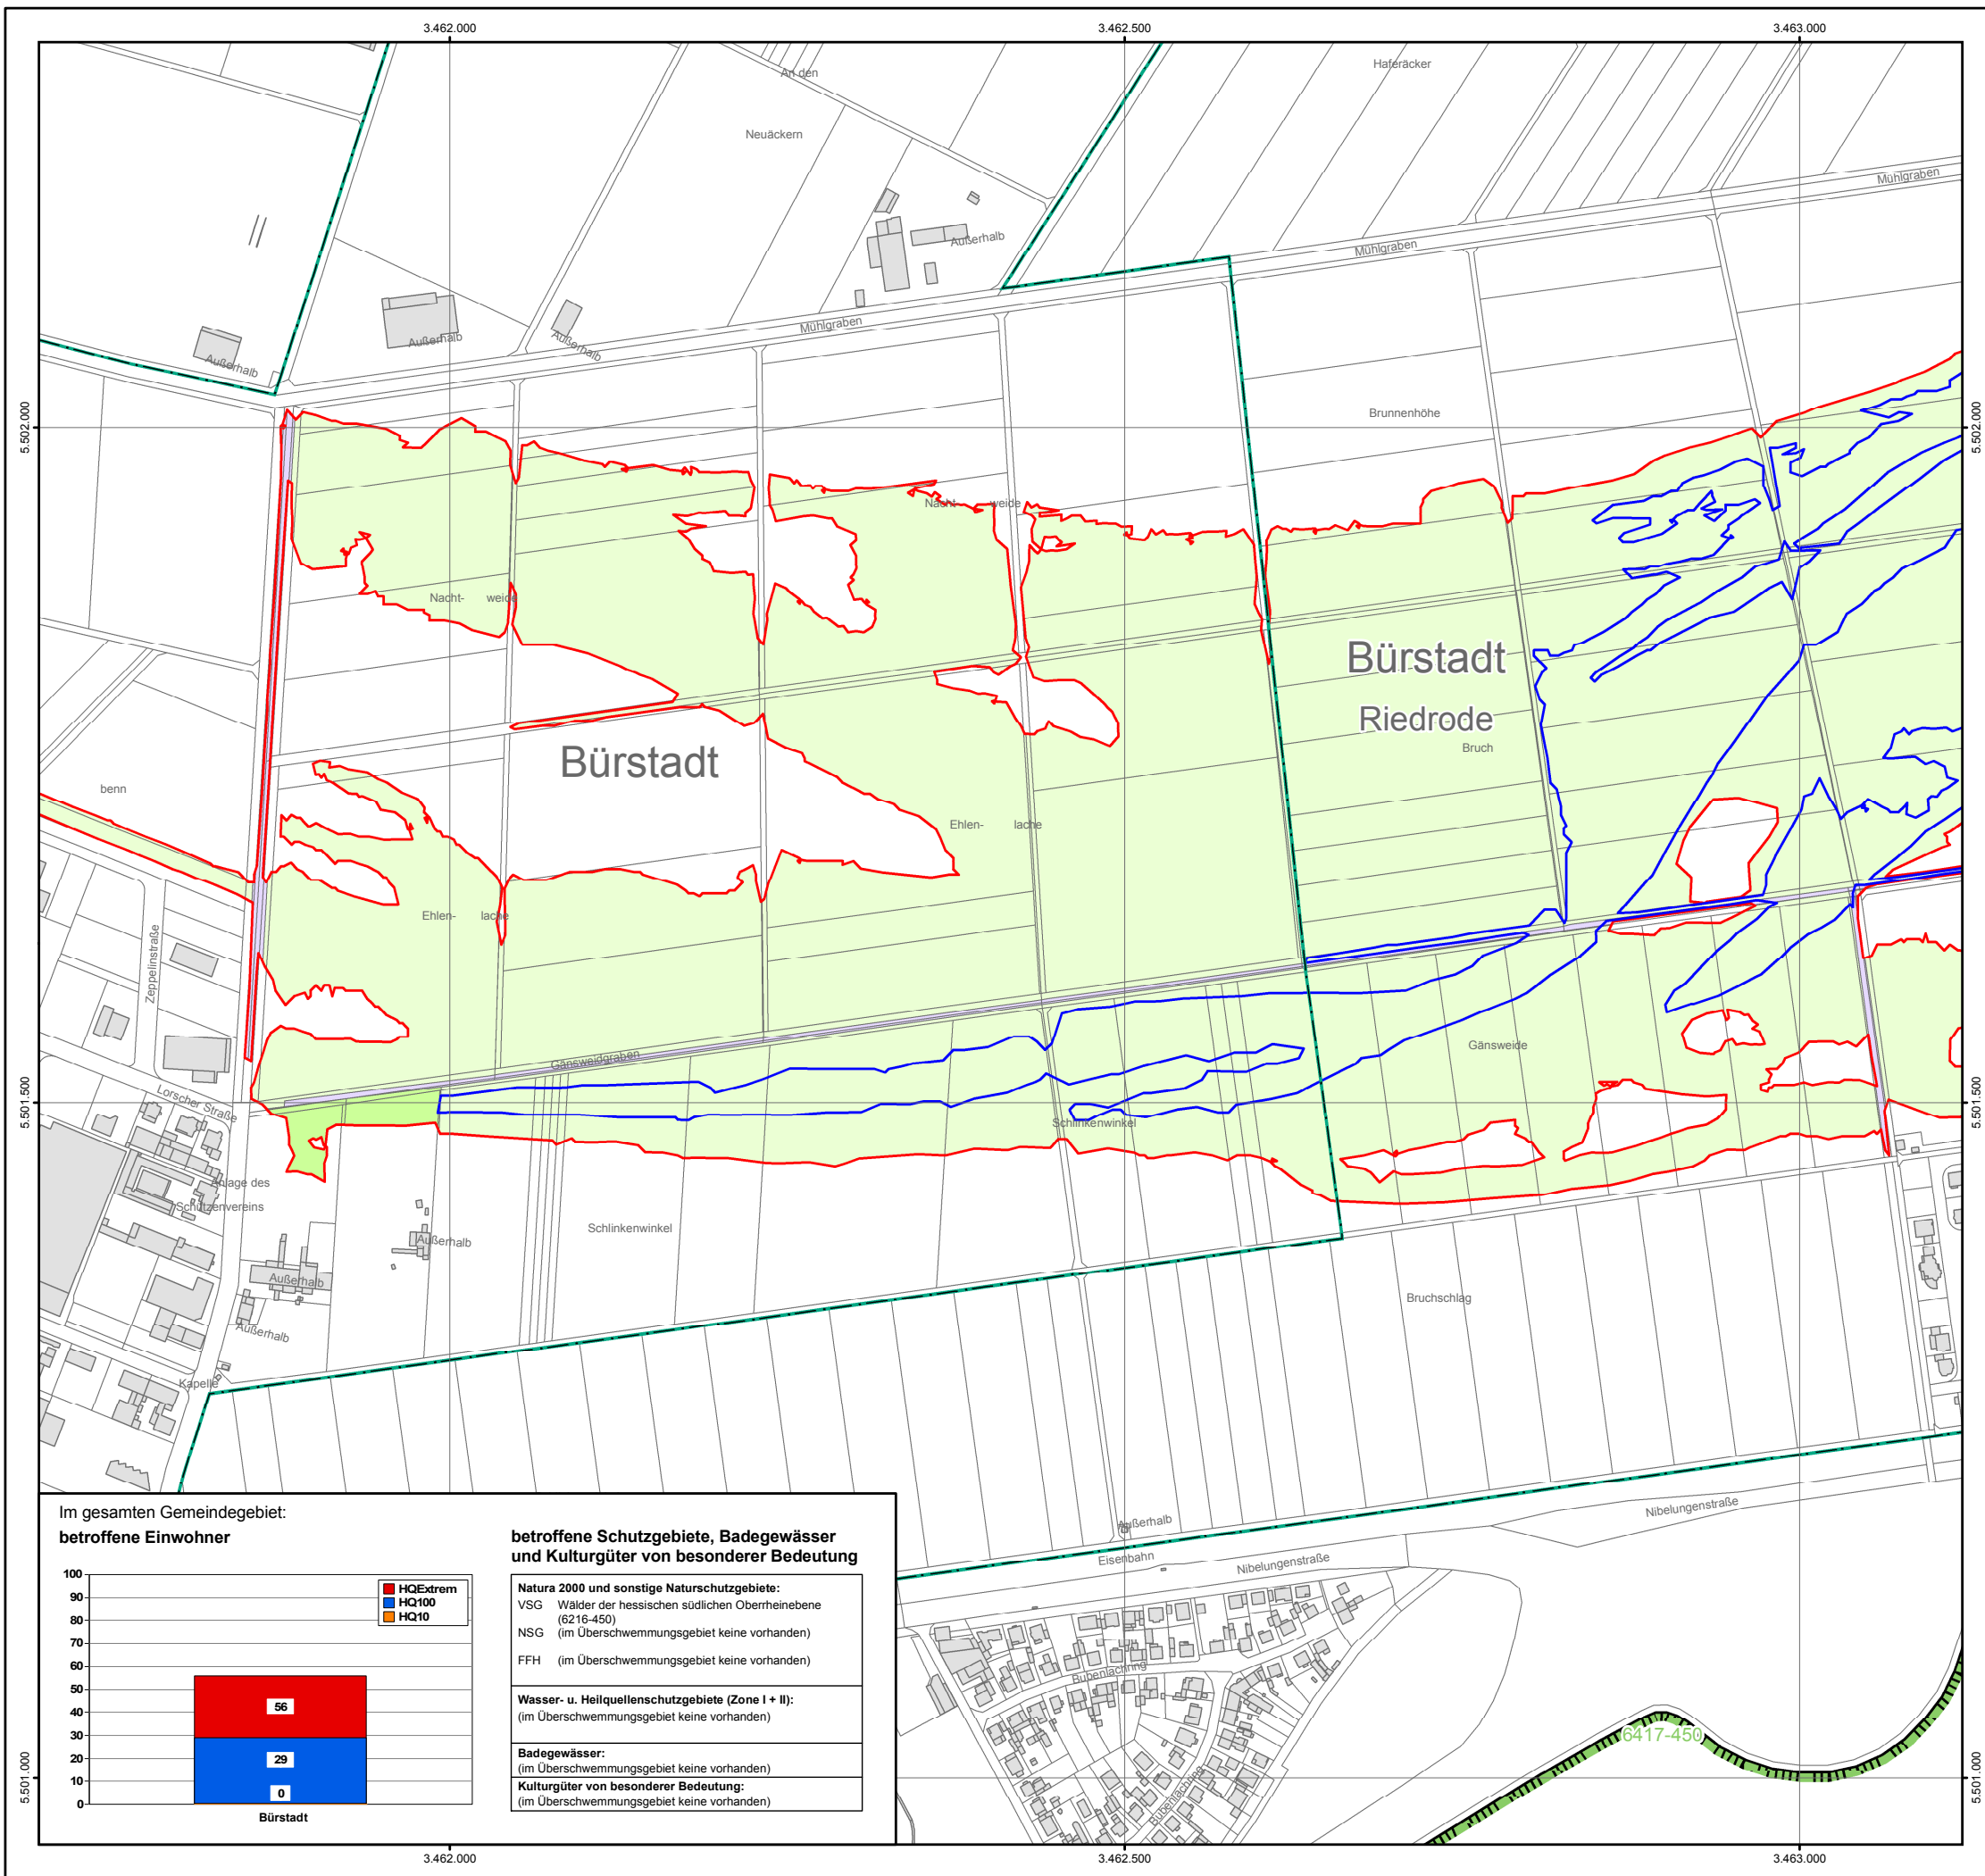 3.462.000
3.462.500
3.463.000
An den
Haferäcker
Neuäckern
Mühlgraben
Außerhalb
Mühlgraben
Mühlgraben
Außerhalb
Außerhalb
Außerhalb
5.502.000
5.502.000
Brunnenhöhe
Nacht- weide
Nacht- weide
Bürstadt
Riedrode
Bruch
Bürstadt
benn
Ehlen- lache
Ehlen- lache
Zeppelinstraße
Gänsweidgraben
Gänsweide
Lorscher Straße
5.501.500
5.501.500
Schlinkenwinkel
Anlage des
Schützenvereins
Schlinkenwinkel
Außerhalb
Außerhalb
Bruchschlag
Außerhalb
Kapelle
Nibelungenstraße
Außerhalb
Eisenbahn
Nibelungenstraße
Bubenlachring
Bubenlachring
6417-450
5.501.000
5.501.000
Im gesamten Gemeindegebiet:
betroffene Einwohner
100
90
80
70
60
50
40
30
20
10
0
HQExtrem
HQ100
HQ10
56
29
0
Bürstadt
betroffene Schutzgebiete, Badegewässer
und Kulturgüter von besonderer Bedeutung
Natura 2000 und sonstige Naturschutzgebiete:
VSG Wälder der hessischen südlichen Oberrheinebene
(6216-450)
NSG (im Überschwemmungsgebiet keine vorhanden)
FFH (im Überschwemmungsgebiet keine vorhanden)
Wasser- u. Heilquellenschutzgebiete (Zone I + II):
(im Überschwemmungsgebiet keine vorhanden)
Badegewässer:
(im Überschwemmungsgebiet keine vorhanden)
Kulturgüter von besonderer Bedeutung:
(im Überschwemmungsgebiet keine vorhanden)
3.462.000
3.462.500
3.463.000